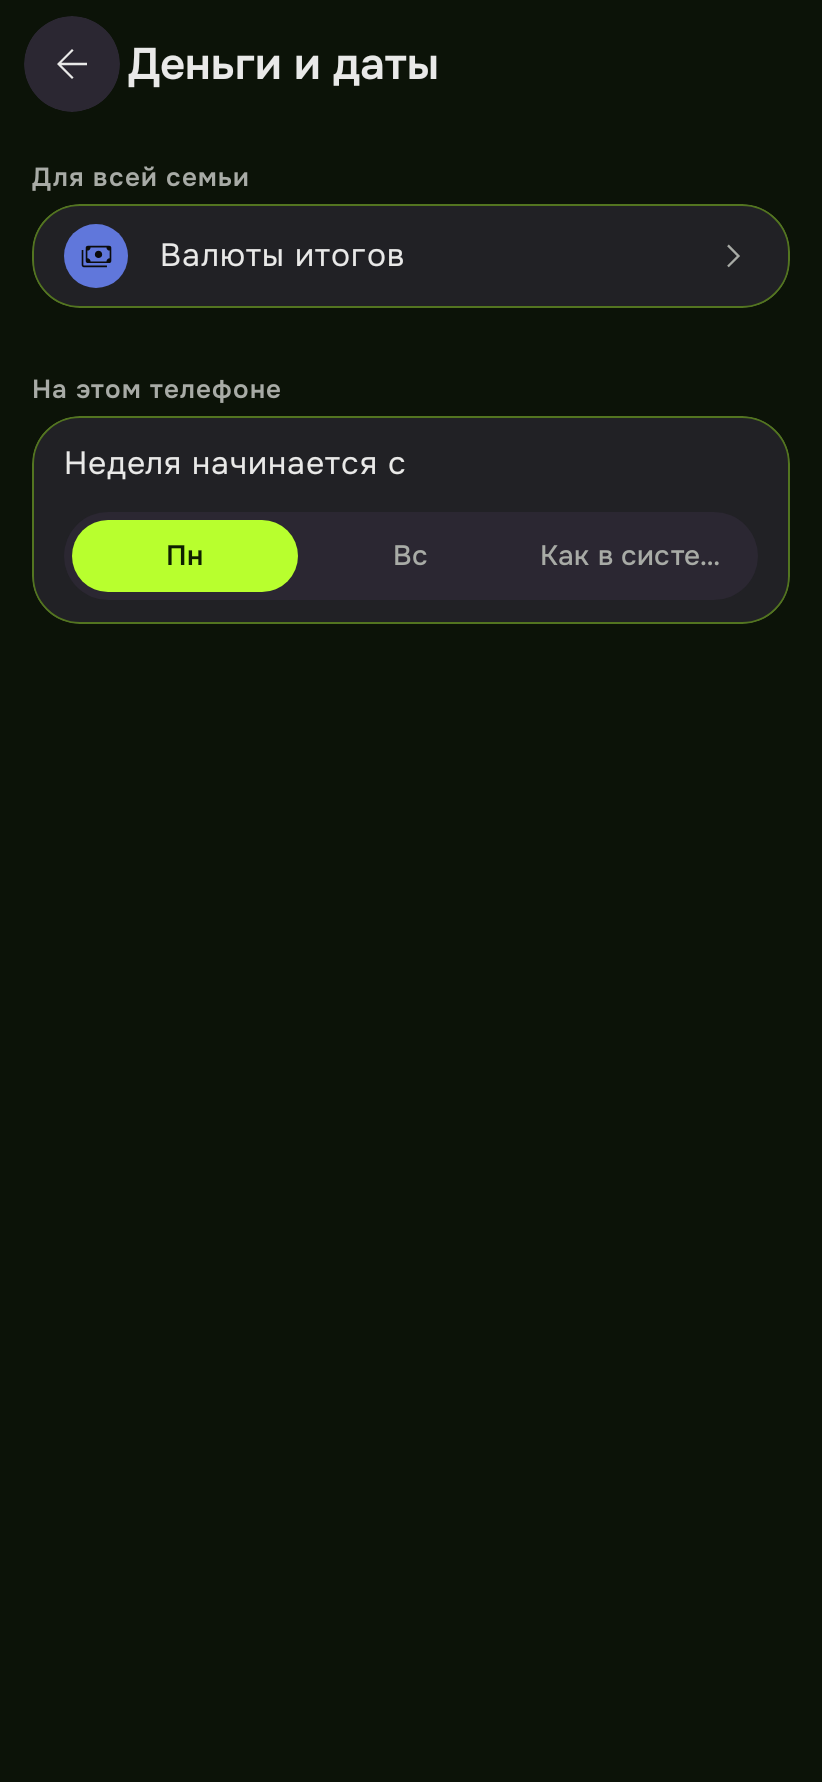 Деньги и даты
Для всей семьи
Валюты итогов
На этом телефоне
Неделя начинается с
Пн
Вс
Как в систе...